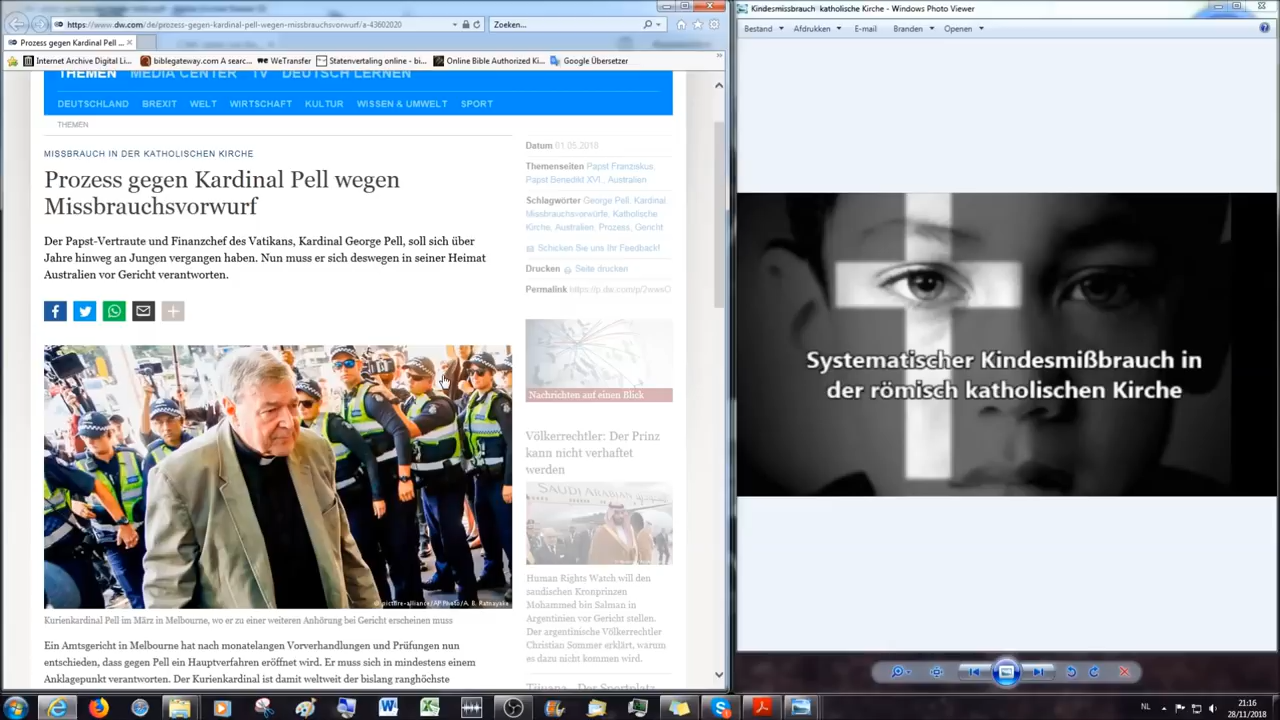 https://www.dw.com/de/prozess-gegen-kardinal-pell-wegen-missbrauchsvorwurf/a-43602020
Zoeken...
Prozess gegen Kardinal Pell ...
Internet Archive Digital Li...
biblegateway.com A searc...
WeTransfer
Statenvertaling online - bi...
Online Bible Authorized Ki...
Google Übersetzer
THEMEN MEDIA CENTER TV DEUTSCH LERNEN
DEUTSCHLAND BREXIT WELT WIRTSCHAFT KULTUR WISSEN & UMWELT SPORT
THEMEN
MISSBRAUCH IN DER KATHOLISCHEN KIRCHE
Prozess gegen Kardinal Pell wegen
Missbrauchsvorwurf
Der Papst-Vertraute und Finanzchef des Vatikans, Kardinal George Pell, soll sich über
Jahre hinweg an Jungen vergangen haben. Nun muss er sich deswegen in seiner Heimat
Australien vor Gericht verantworten.
picture-alliance/AP Photo/A. B. Ratnayake
Kurienkardinal Pell im März in Melbourne, wo er zu einer weiteren Anhörung bei Gericht erscheinen muss
Ein Amtsgericht in Melbourne hat nach monatelangen Vorverhandlungen und Prüfungen nun
entschieden, dass gegen Pell ein Hauptverfahren eröffnet wird. Er muss sich in mindestens einem
Anklagepunkt verantworten. Der Kurienkardinal ist damit weltweit der bislang ranghöchste
Datum 01.05.2018
Themenseiten Papst Franziskus,
Papst Benedikt XVI., Australien
Schlagwörter George Pell, Kardinal,
Missbrauchsvorwürfe, Katholische
Kirche, Australien, Prozess, Gericht
Schicken Sie uns Ihr Feedback!
Drucken Seite drucken
Permalink
Nachrichten auf einen Blick
Völkerrechtler: Der Prinz
kann nicht verhaftet
werden
SAUDI ARABIAN
Human Rights Watch will den
saudischen Kronprinzen
Mohammed bin Salman in
Argentinien vor Gericht stellen.
Der argentinische Völkerrechtler
Christian Sommer erklärt, warum
es dazu nicht kommen wird.
Tijuana - Der Sportplatz
Kindesmissbrauch katholische Kirche - Windows Photo Viewer
Bestand Afdrukken E-mail Branden Openen
Systematischer Kindesmißbrauch in
der römisch katholischen Kirche
NL
21:16
28/11/2018